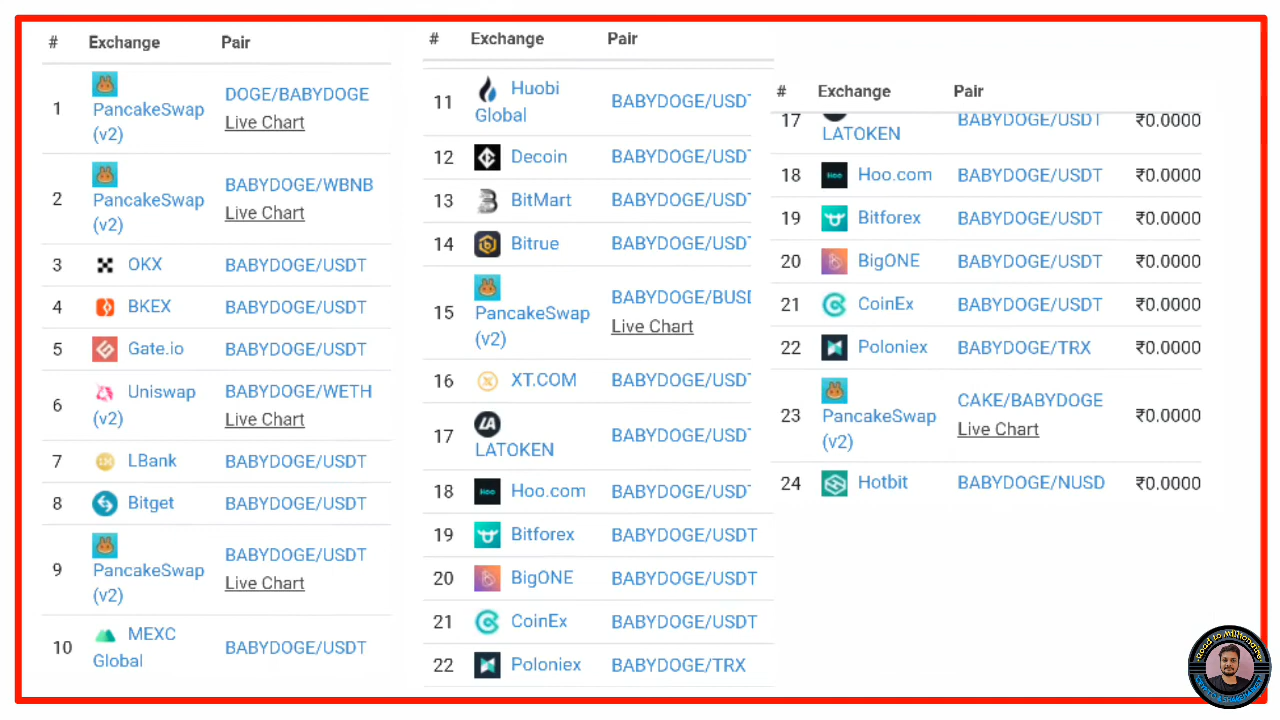 # Exchange Pair
1 PancakeSwap (v2) DOGE/BABYDOGE Live Chart
2 PancakeSwap (v2) BABYDOGE/WBNB Live Chart
3 OKX BABYDOGE/USDT
4 BKEX BABYDOGE/USDT
5 Gate.io BABYDOGE/USDT
6 Uniswap (v2) BABYDOGE/WETH Live Chart
7 LBank BABYDOGE/USDT
8 Bitget BABYDOGE/USDT
9 PancakeSwap (v2) BABYDOGE/USDT Live Chart
10 MEXC Global BABYDOGE/USDT
# Exchange Pair
11 Huobi Global BABYDOGE/USDT
12 Decoin BABYDOGE/USDT
13 BitMart BABYDOGE/USDT
14 Bitrue BABYDOGE/USDT
15 PancakeSwap (v2) BABYDOGE/BUSD Live Chart
16 XT.COM BABYDOGE/USDT
17 LA LATOKEN BABYDOGE/USDT
18 Hoo Hoo.com BABYDOGE/USDT
19 Bitforex BABYDOGE/USDT
20 BigONE BABYDOGE/USDT
21 CoinEx BABYDOGE/USDT
22 Poloniex BABYDOGE/TRX
# Exchange Pair
17 LATOKEN BABYDOGE/USDT ₹0.0000
18 Hoo Hoo.com BABYDOGE/USDT ₹0.0000
19 Bitforex BABYDOGE/USDT ₹0.0000
20 BigONE BABYDOGE/USDT ₹0.0000
21 CoinEx BABYDOGE/USDT ₹0.0000
22 Poloniex BABYDOGE/TRX ₹0.0000
23 PancakeSwap (v2) CAKE/BABYDOGE Live Chart ₹0.0000
24 Hotbit BABYDOGE/NUSD ₹0.0000
Road to Millionaire